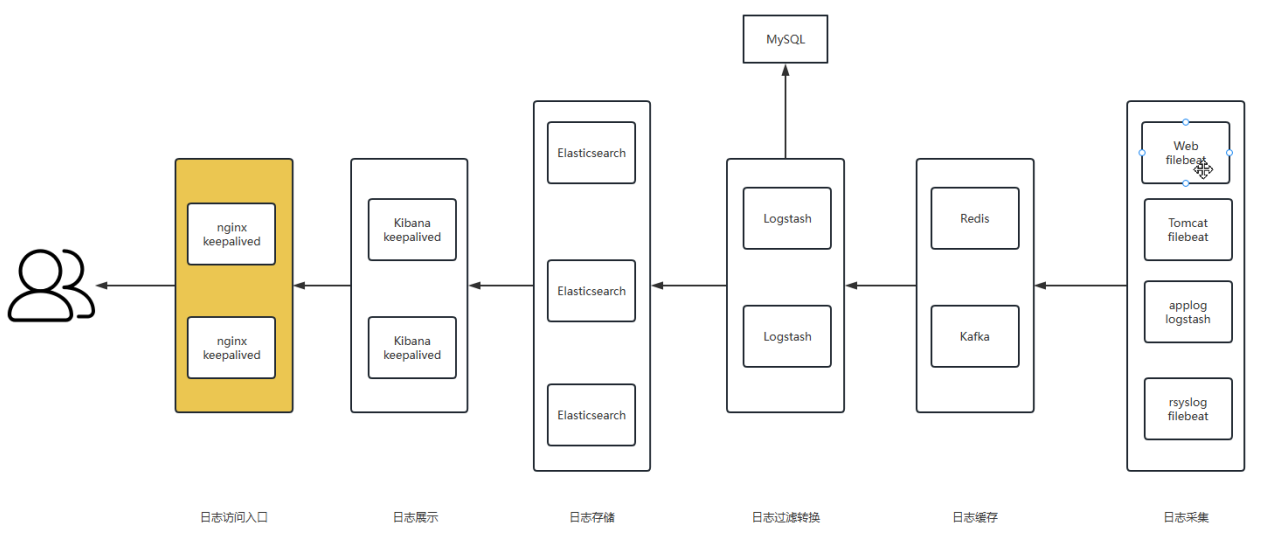 MySQL
nginx
keepalived
nginx
keepalived
Kibana
keepalived
Kibana
keepalived
Elasticsearch
Elasticsearch
Elasticsearch
Logstash
Logstash
Redis
Kafka
Web
filebeat
Tomcat
filebeat
applog
logstash
rsyslog
filebeat
日志访问入口
日志展示
日志存储
日志过滤转换
日志缓存
日志采集